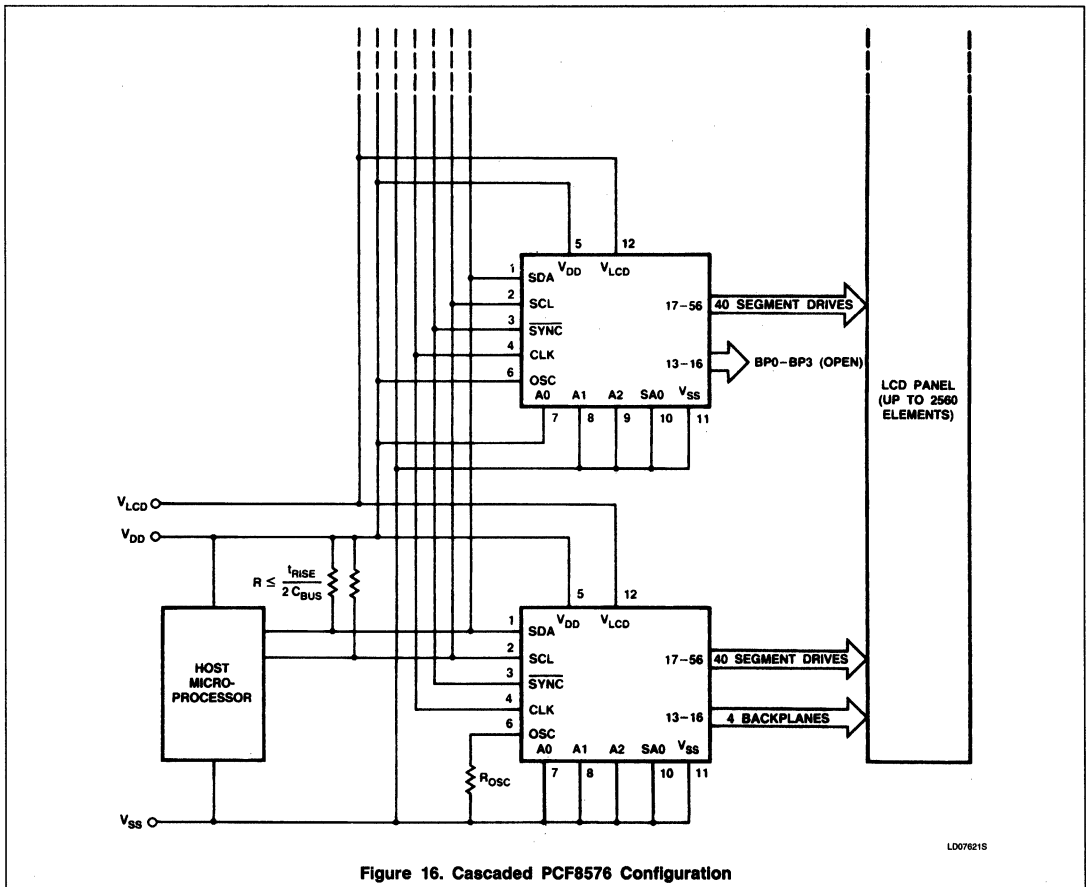 5
12
V_DD
V_LCD
1
SDA
2
SCL
3
SYNC
4
CLK
6
OSC
17-56
40 SEGMENT DRIVES
13-16
BP0-BP3 (OPEN)
A0
A1
A2
SA0
V_SS
7
8
9
10
11
LCD PANEL
(UP TO 2560
ELEMENTS)
V_LCD
V_DD
R ≤ t_RISE / 2 C_BUS
HOST
MICRO-
PROCESSOR
5
12
V_DD
V_LCD
1
SDA
2
SCL
3
SYNC
4
CLK
6
OSC
17-56
40 SEGMENT DRIVES
13-16
4 BACKPLANES
A0
A1
A2
SA0
V_SS
7
8
9
10
11
R_OSC
V_SS
LD07621S
Figure 16. Cascaded PCF8576 Configuration